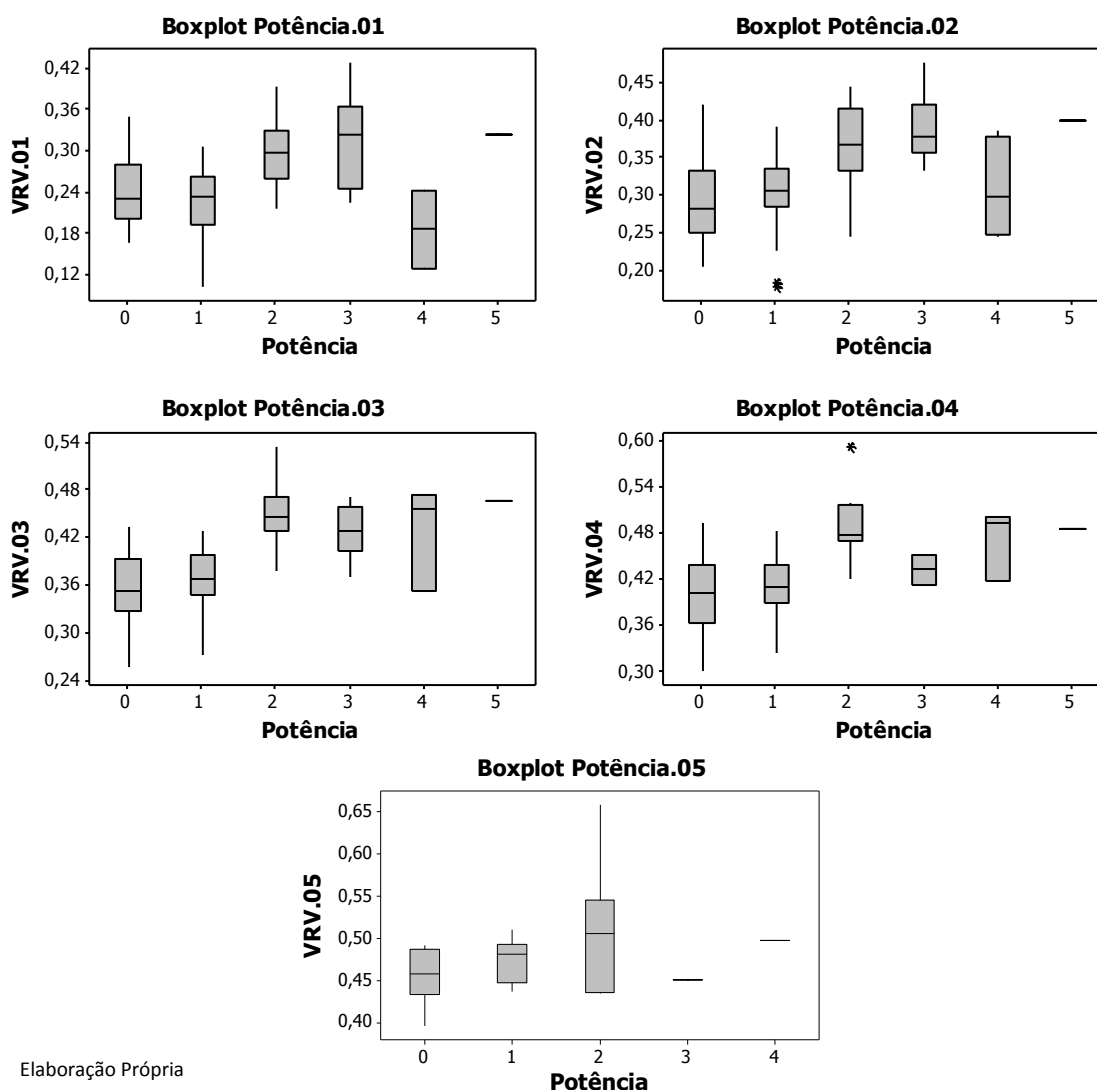 Boxplot Potência.01
0,42
0,36
0,30
0,24
0,18
0,12
VRV.01
0 1 2 3 4 5
Potência
Boxplot Potência.02
0,45
0,40
0,35
0,30
0,25
0,20
VRV.02
0 1 2 3 4 5
Potência
Boxplot Potência.03
0,54
0,48
0,42
0,36
0,30
0,24
VRV.03
0 1 2 3 4 5
Potência
Boxplot Potência.04
0,60
0,54
0,48
0,42
0,36
0,30
VRV.04
0 1 2 3 4 5
Potência
Boxplot Potência.05
0,65
0,60
0,55
0,50
0,45
0,40
VRV.05
0 1 2 3 4
Potência
Elaboração Própria